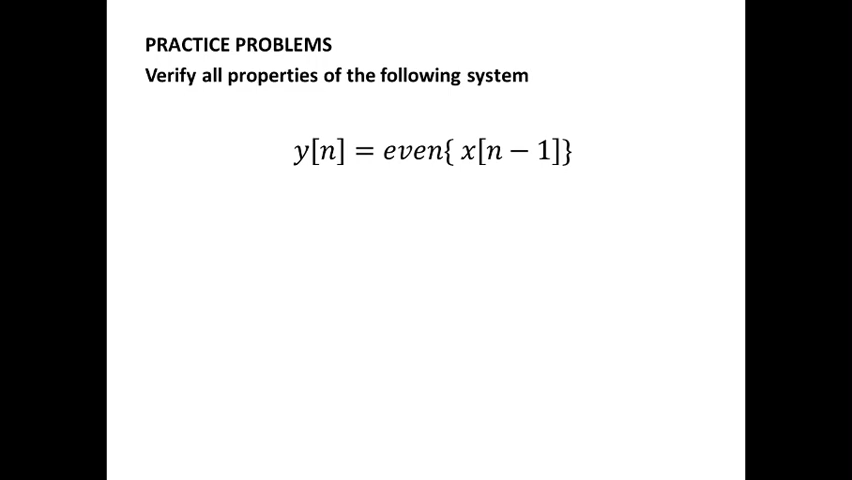 PRACTICE PROBLEMS
Verify all properties of the following system
y[n] = even{ x[n − 1]}